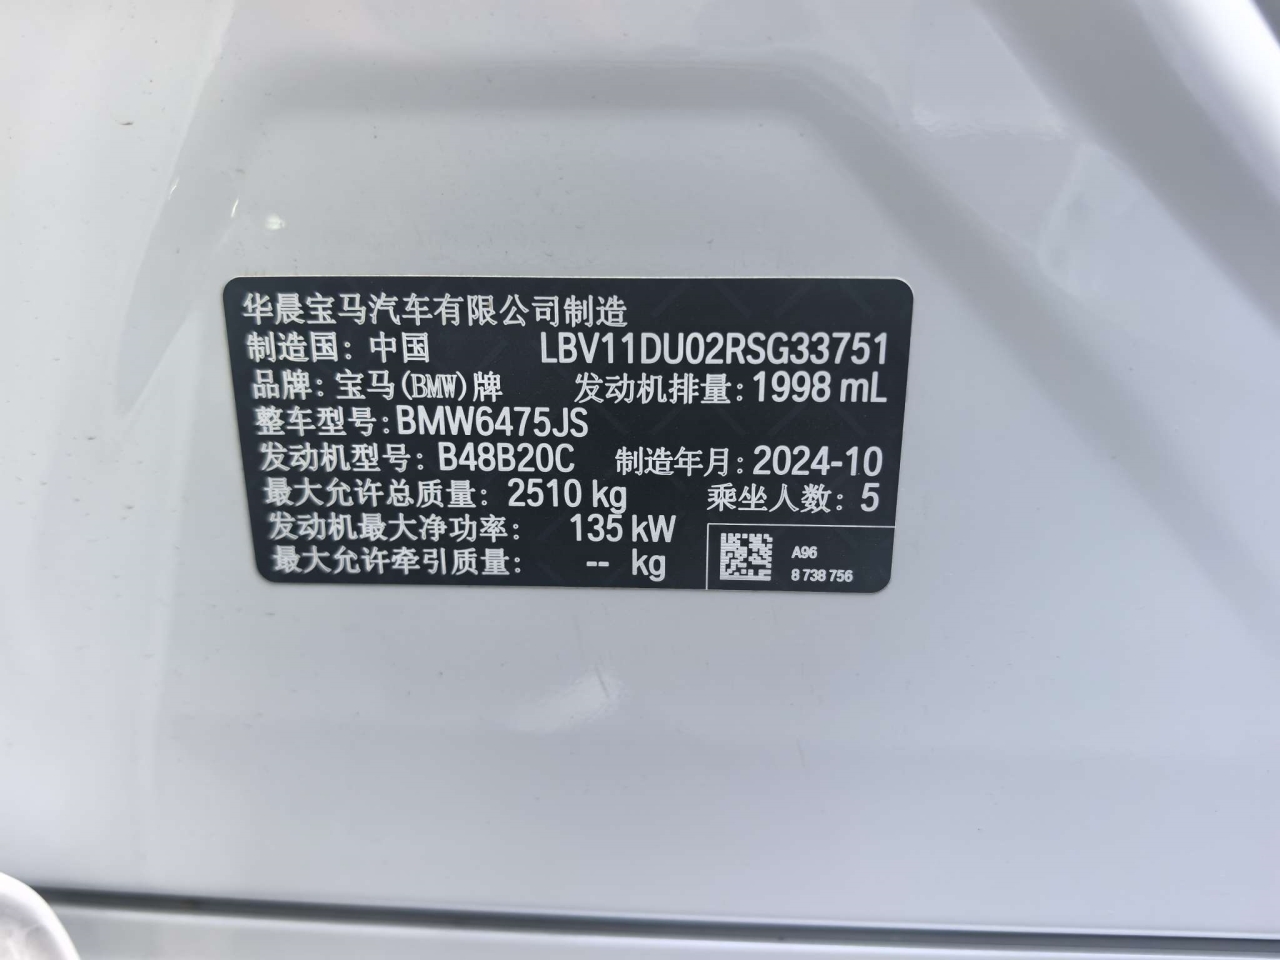 华晨宝马汽车有限公司制造
制造国：中国 LBV11DU02RSG33751
品牌：宝马(BMW)牌 发动机排量：1998 mL
整车型号：BMW6475JS
发动机型号：B48B20C 制造年月：2024-10
最大允许总质量：2510 kg 乘坐人数：5
发动机最大净功率：135 kW
最大允许牵引质量：-- kg
A96
8 738 756